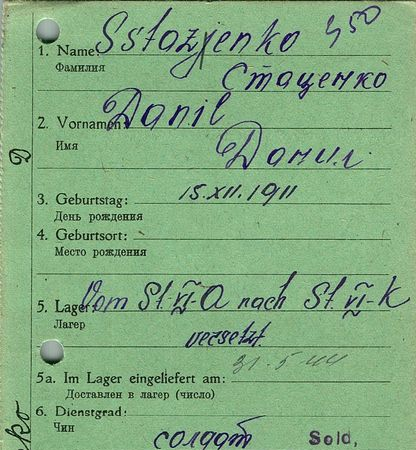 1. Name: Sstazjenko 450
Фамилия
Стаценко
2. Vorname: Danil
Имя
Данил
3. Geburtstag: 15.XII.1911
День рождения
4. Geburtsort:
Место рождения
Vom St. VI-A nach St. VI-K
5. Lager
Лагерь
versetzt.
31.5.44
5a. Im Lager eingeliefert am:
Доставлен в лагерь (число)
6. Dienstgrad:
Чин
солдат Sold.